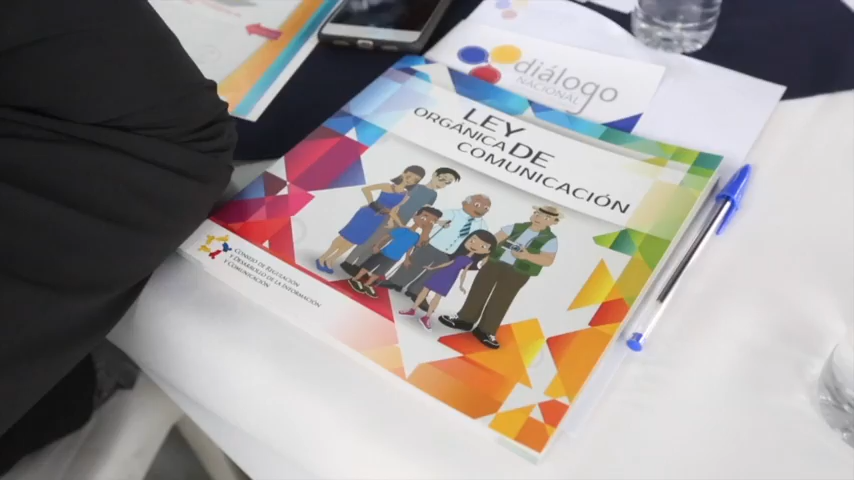 diálogo
NACIONAL
LEY
ORGÁNICA DE
COMUNICACIÓN
CONSEJO DE REGULACIÓN
Y DESARROLLO DE LA INFORMACIÓN
Y COMUNICACIÓN